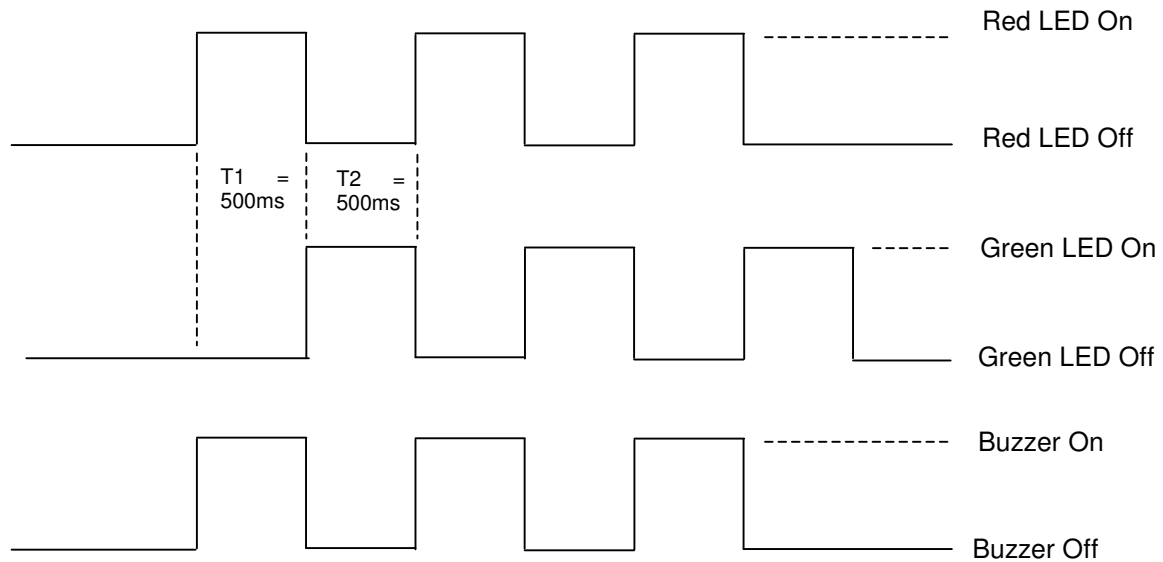 Red LED On
Red LED Off
T1 =
500ms
T2 =
500ms
Green LED On
Green LED Off
Buzzer On
Buzzer Off